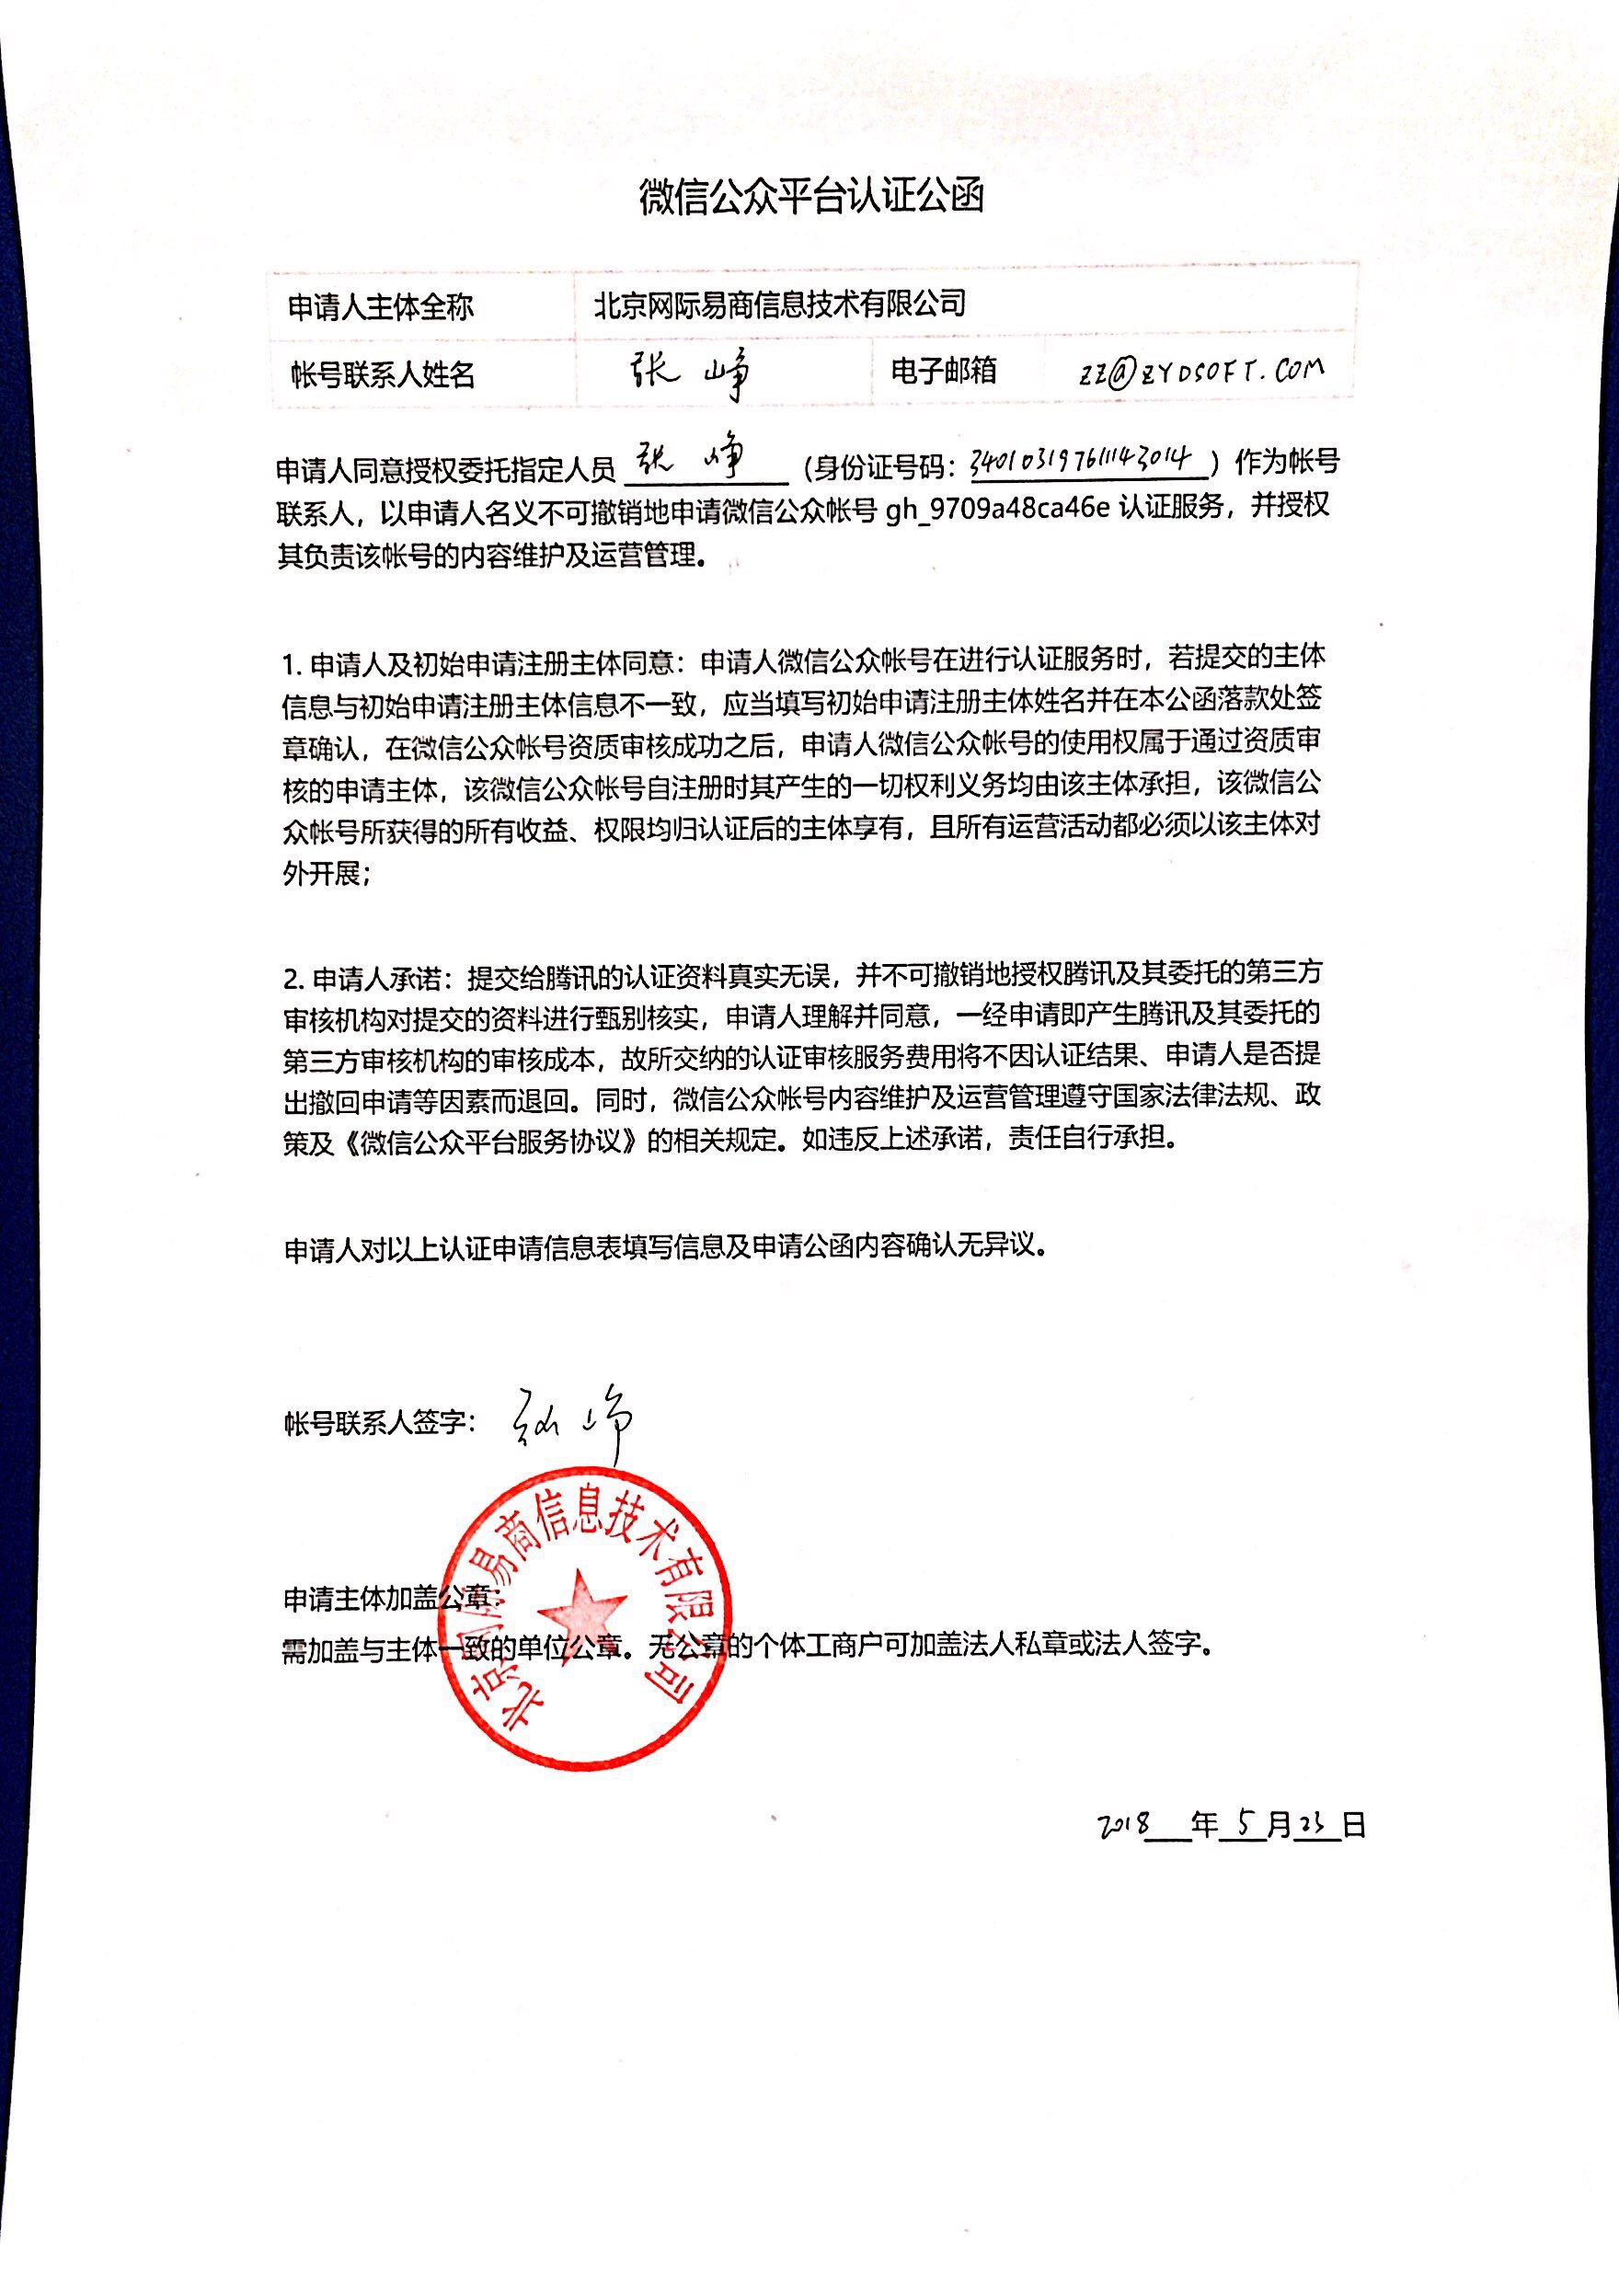 微信公众平台认证公函
申请人主体全称 北京网际易商信息技术有限公司
帐号联系人姓名 张峥 电子邮箱 ZZ@ZYDSOFT.COM
申请人同意授权委托指定人员 张峥 （身份证号码：340103197611143014）作为帐号
联系人，以申请人名义不可撤销地申请微信公众帐号 gh_9709a48ca46e 认证服务，并授权
其负责该帐号的内容维护及运营管理。
1. 申请人及初始申请注册主体同意：申请人微信公众帐号在进行认证服务时，若提交的主体
信息与初始申请注册主体信息不一致，应当填写初始申请注册主体姓名并在本公函落款处签
章确认，在微信公众帐号资质审核成功之后，申请人微信公众帐号的使用权属于通过资质审
核的申请主体，该微信公众帐号自注册时其产生的一切权利义务均由该主体承担，该微信公
众帐号所获得的所有收益、权限均归认证后的主体享有，且所有运营活动都必须以该主体对
外开展；
2. 申请人承诺：提交给腾讯的认证资料真实无误，并不可撤销地授权腾讯及其委托的第三方
审核机构对提交的资料进行甄别核实，申请人理解并同意，一经申请即产生腾讯及其委托的
第三方审核机构的审核成本，故所交纳的认证审核服务费用将不因认证结果、申请人是否提
出撤回申请等因素而退回。同时，微信公众帐号内容维护及运营管理遵守国家法律法规、政
策及《微信公众平台服务协议》的相关规定。如违反上述承诺，责任自行承担。
申请人对以上认证申请信息表填写信息及申请公函内容确认无异议。
帐号联系人签字：张峥
北京网际易商信息技术有限公司
申请主体加盖公章：
需加盖与主体一致的单位公章。无公章的个体工商户可加盖法人私章或法人签字。
2018 年 5 月 23 日